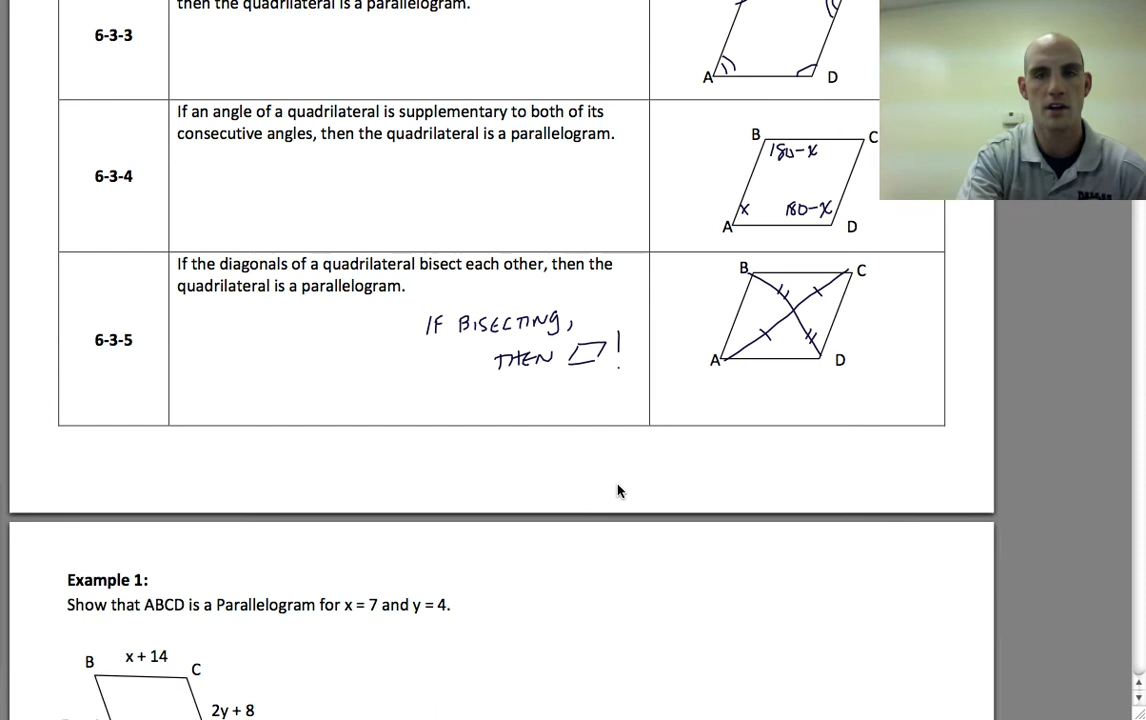 then the quadrilateral is a parallelogram.
6-3-3
A
D
If an angle of a quadrilateral is supplementary to both of its
consecutive angles, then the quadrilateral is a parallelogram.
6-3-4
B
C
180-x
x
180-x
A
D
If the diagonals of a quadrilateral bisect each other, then the
quadrilateral is a parallelogram.
6-3-5
IF BISECTING,
THEN ▱!
B
C
A
D
Example 1:
Show that ABCD is a Parallelogram for x = 7 and y = 4.
B
x + 14
C
2y + 8